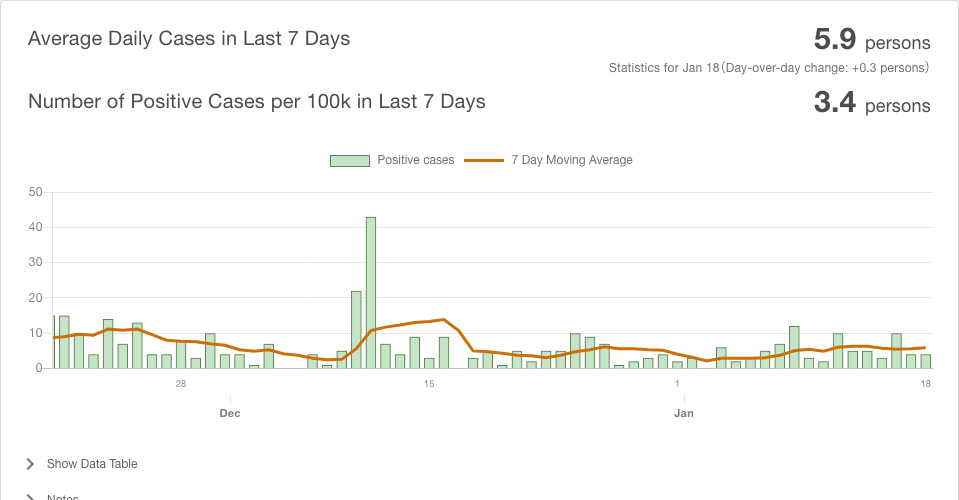 Average Daily Cases in Last 7 Days
5.9 persons
Statistics for Jan 18(Day-over-day change: +0.3 persons)
Number of Positive Cases per 100k in Last 7 Days
3.4 persons
Positive cases
7 Day Moving Average
50
40
30
20
10
0
28
15
1
18
Dec
Jan
Show Data Table
Notes